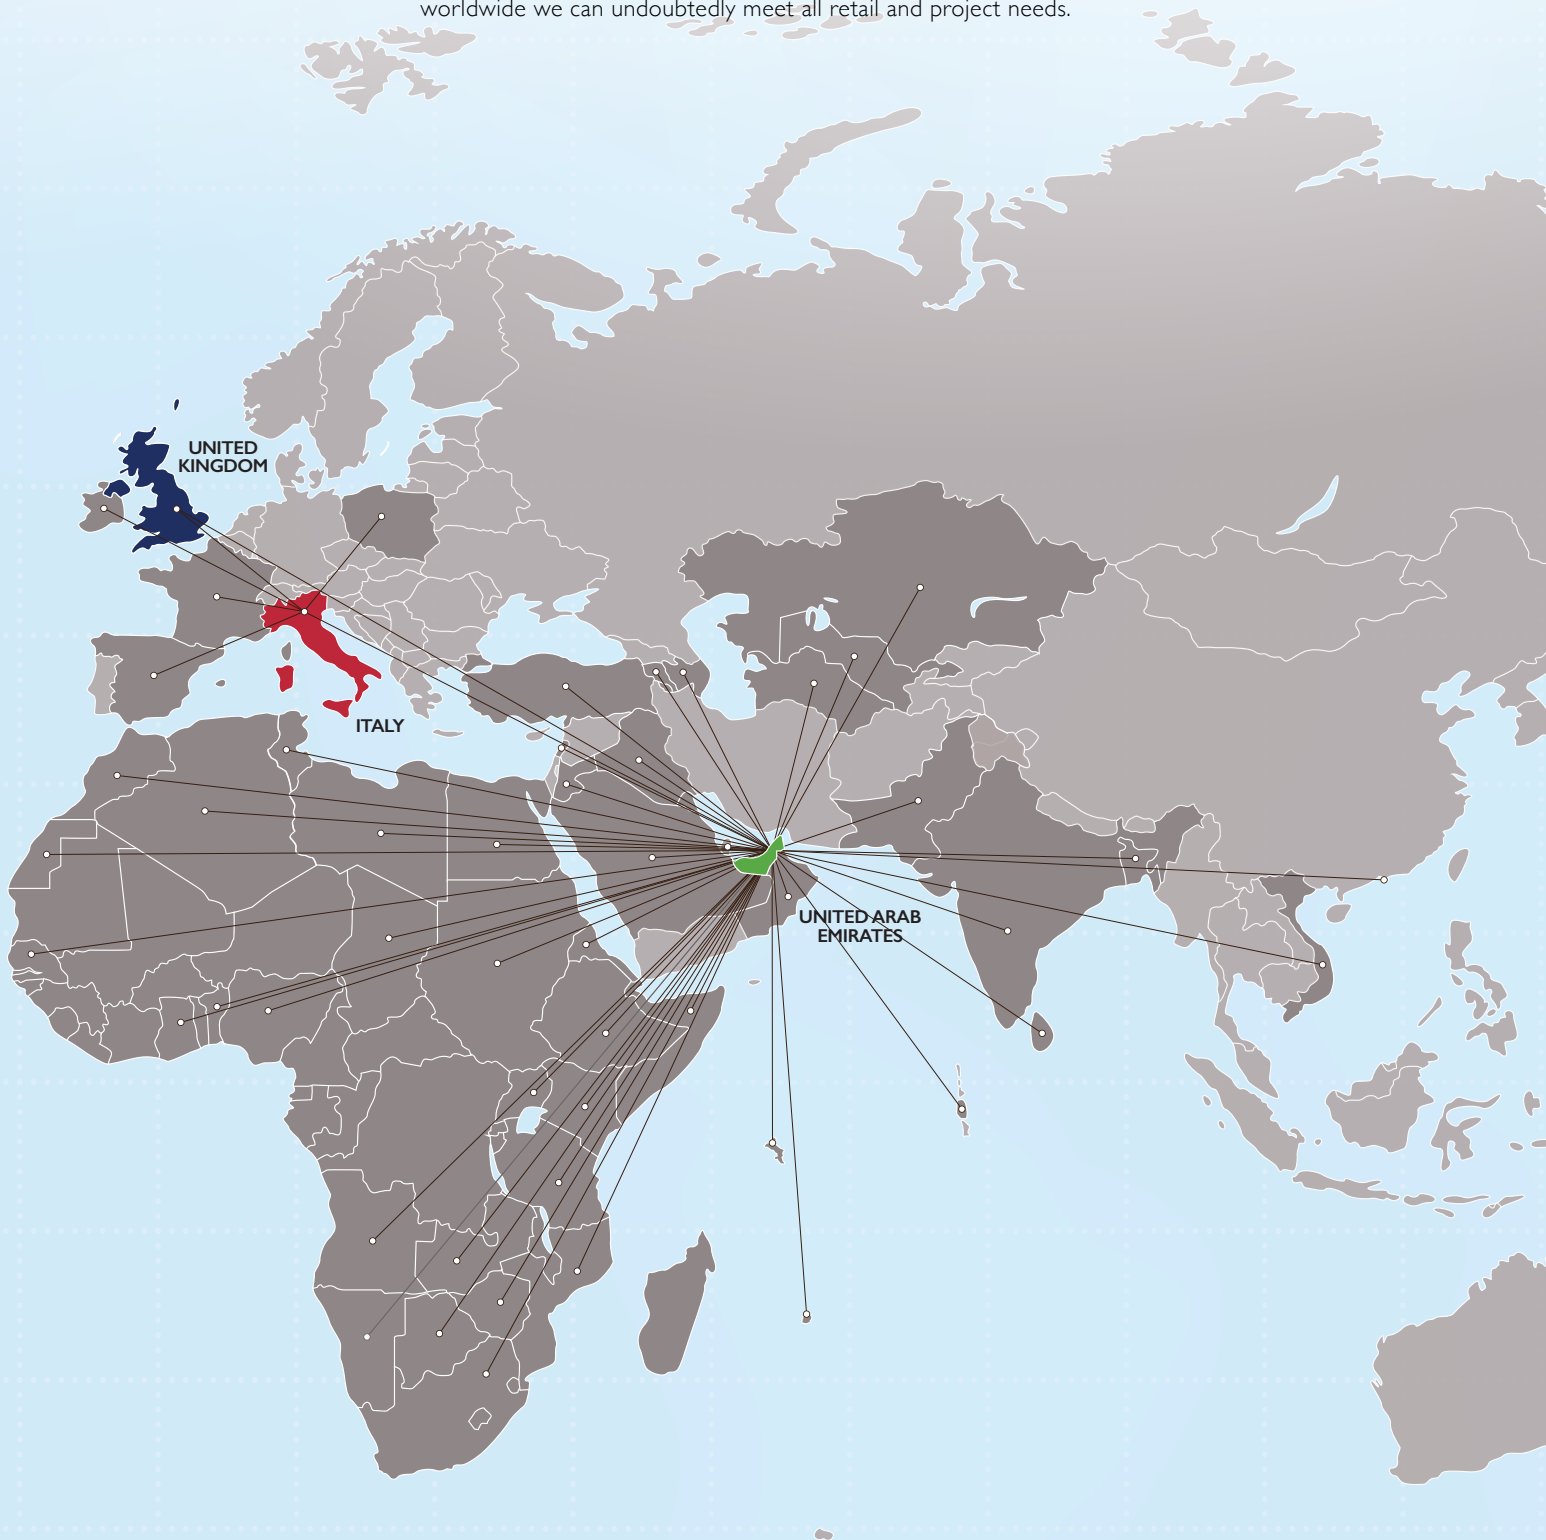 worldwide we can undoubtedly meet all retail and project needs.
UNITED
KINGDOM
ITALY
UNITED ARAB
EMIRATES